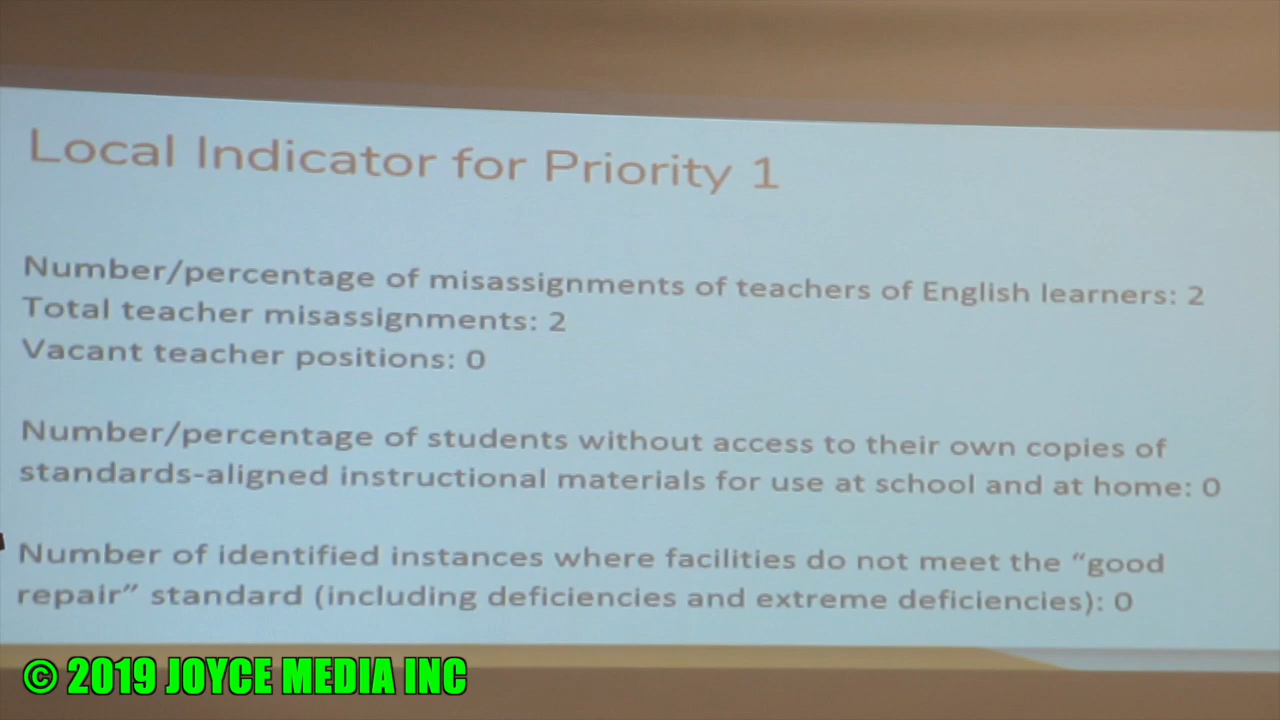 Local Indicator for Priority 1
Number/percentage of misassignments of teachers of English learners: 2
Total teacher misassignments: 2
Vacant teacher positions: 0
Number/percentage of students without access to their own copies of
standards-aligned instructional materials for use at school and at home: 0
Number of identified instances where facilities do not meet the “good
repair” standard (including deficiencies and extreme deficiencies): 0
© 2019 JOYCE MEDIA INC